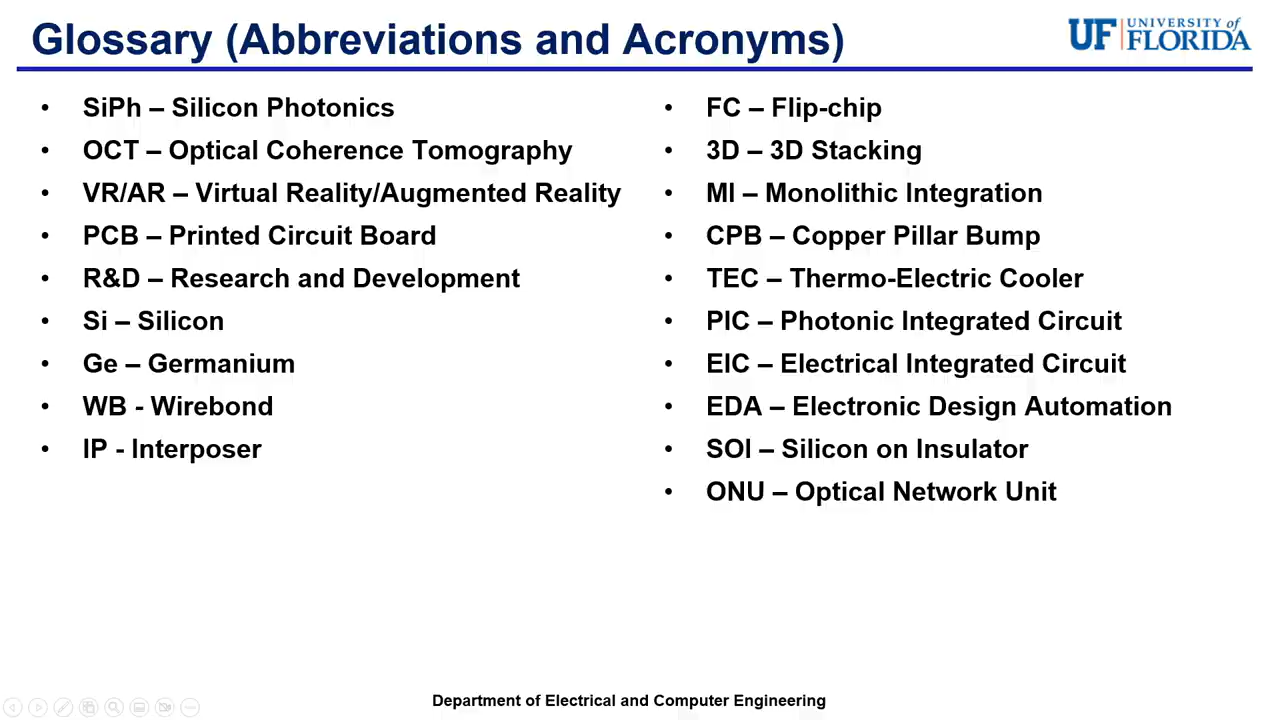 Glossary (Abbreviations and Acronyms)
UF UNIVERSITY of
FLORIDA
• SiPh – Silicon Photonics
• OCT – Optical Coherence Tomography
• VR/AR – Virtual Reality/Augmented Reality
• PCB – Printed Circuit Board
• R&D – Research and Development
• Si – Silicon
• Ge – Germanium
• WB - Wirebond
• IP - Interposer
• FC – Flip-chip
• 3D – 3D Stacking
• MI – Monolithic Integration
• CPB – Copper Pillar Bump
• TEC – Thermo-Electric Cooler
• PIC – Photonic Integrated Circuit
• EIC – Electrical Integrated Circuit
• EDA – Electronic Design Automation
• SOI – Silicon on Insulator
• ONU – Optical Network Unit
Department of Electrical and Computer Engineering